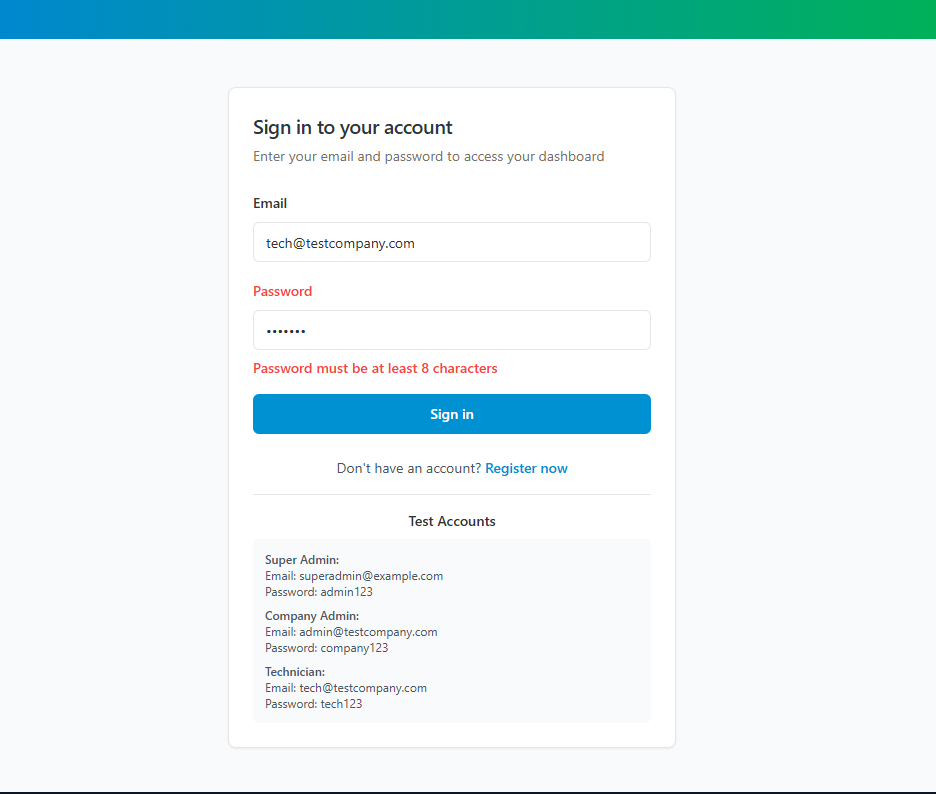 Sign in to your account
Enter your email and password to access your dashboard
Email
tech@testcompany.com
Password
•••••••
Password must be at least 8 characters
Sign in
Don't have an account? Register now
Test Accounts
Super Admin:
Email: superadmin@example.com
Password: admin123
Company Admin:
Email: admin@testcompany.com
Password: company123
Technician:
Email: tech@testcompany.com
Password: tech123